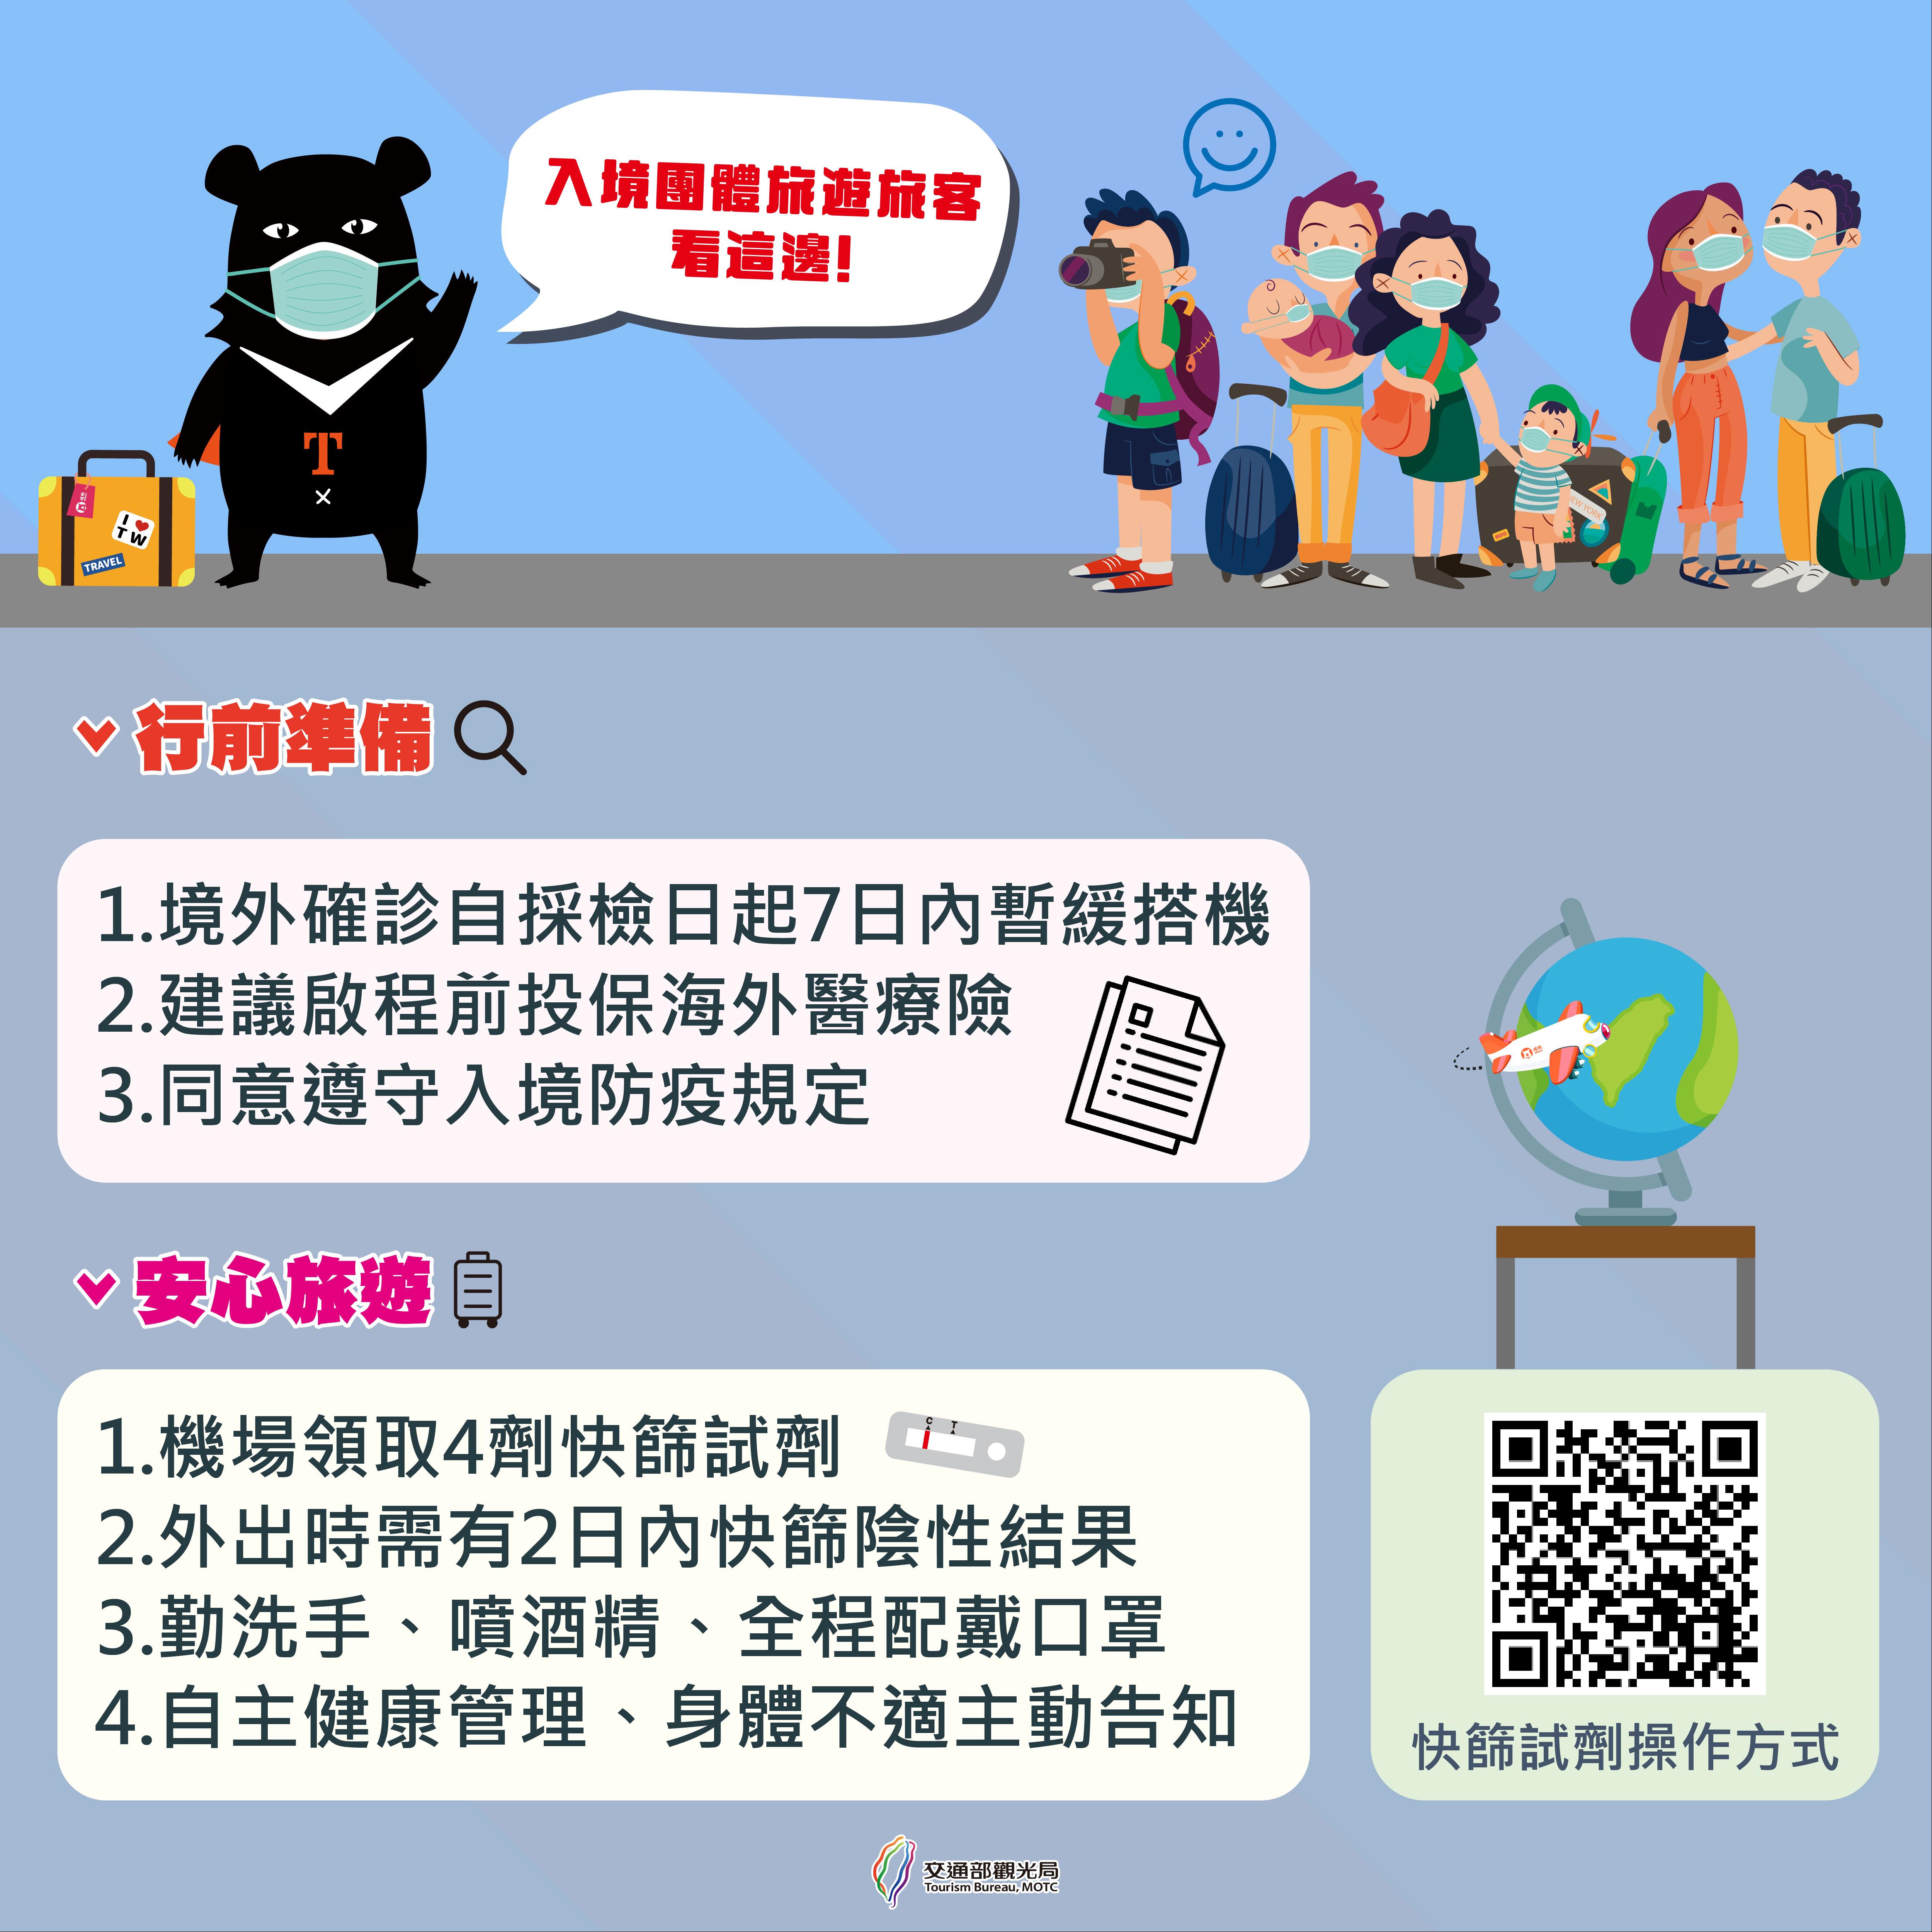 入境團體旅遊旅客
看這邊!
T
I ♥
TW
TRAVEL
NEW YORK
行前準備
1.境外確診自採檢日起7日內暫緩搭機
2.建議啟程前投保海外醫療險
3.同意遵守入境防疫規定
安心旅遊
1.機場領取4劑快篩試劑
C T
2.外出時需有2日內快篩陰性結果
3.勤洗手、噴酒精、全程配戴口罩
4.自主健康管理、身體不適主動告知
快篩試劑操作方式
交通部觀光局
Tourism Bureau, MOTC